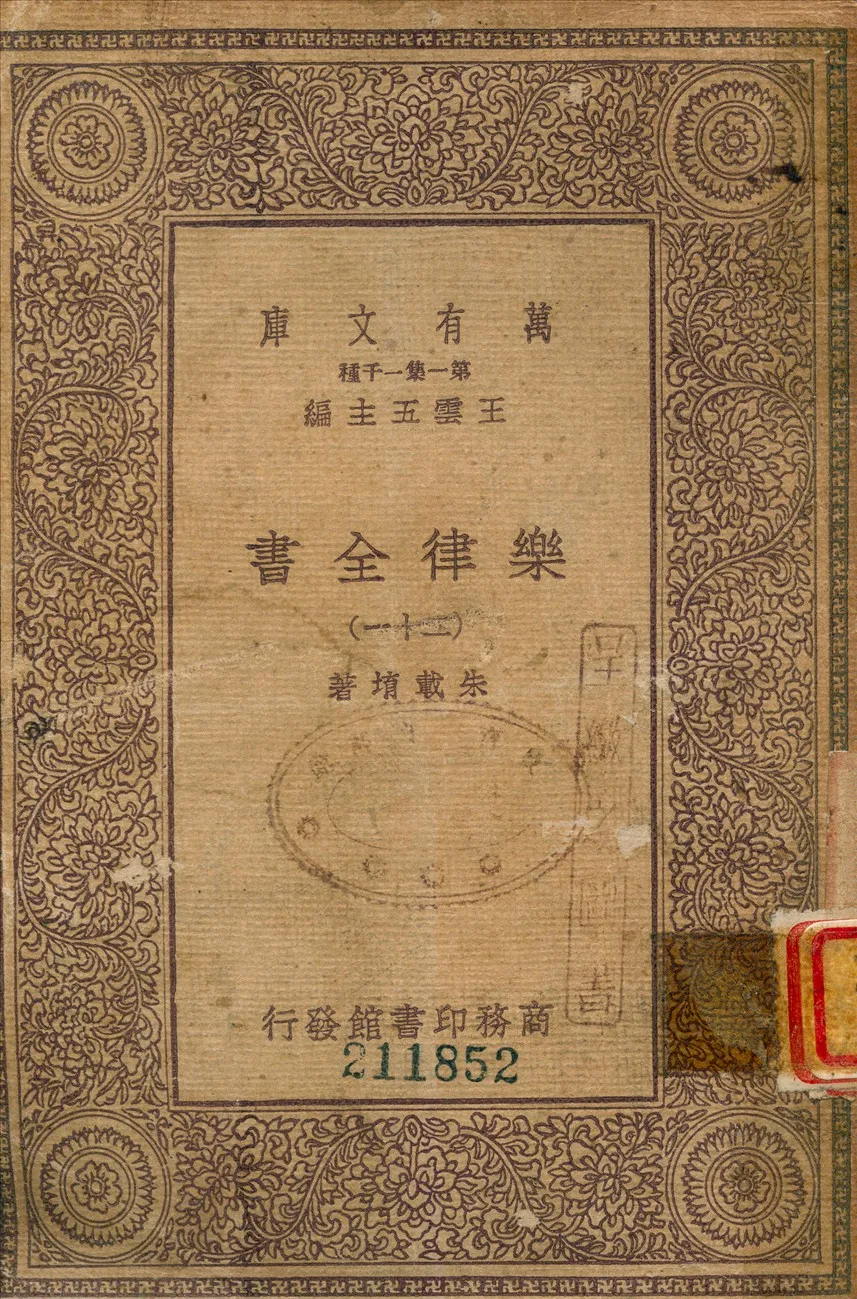 萬有文庫
第一集一千種
王雲五主編
樂律全書
(二十一)
朱載堉著
商務印書館發行
211852